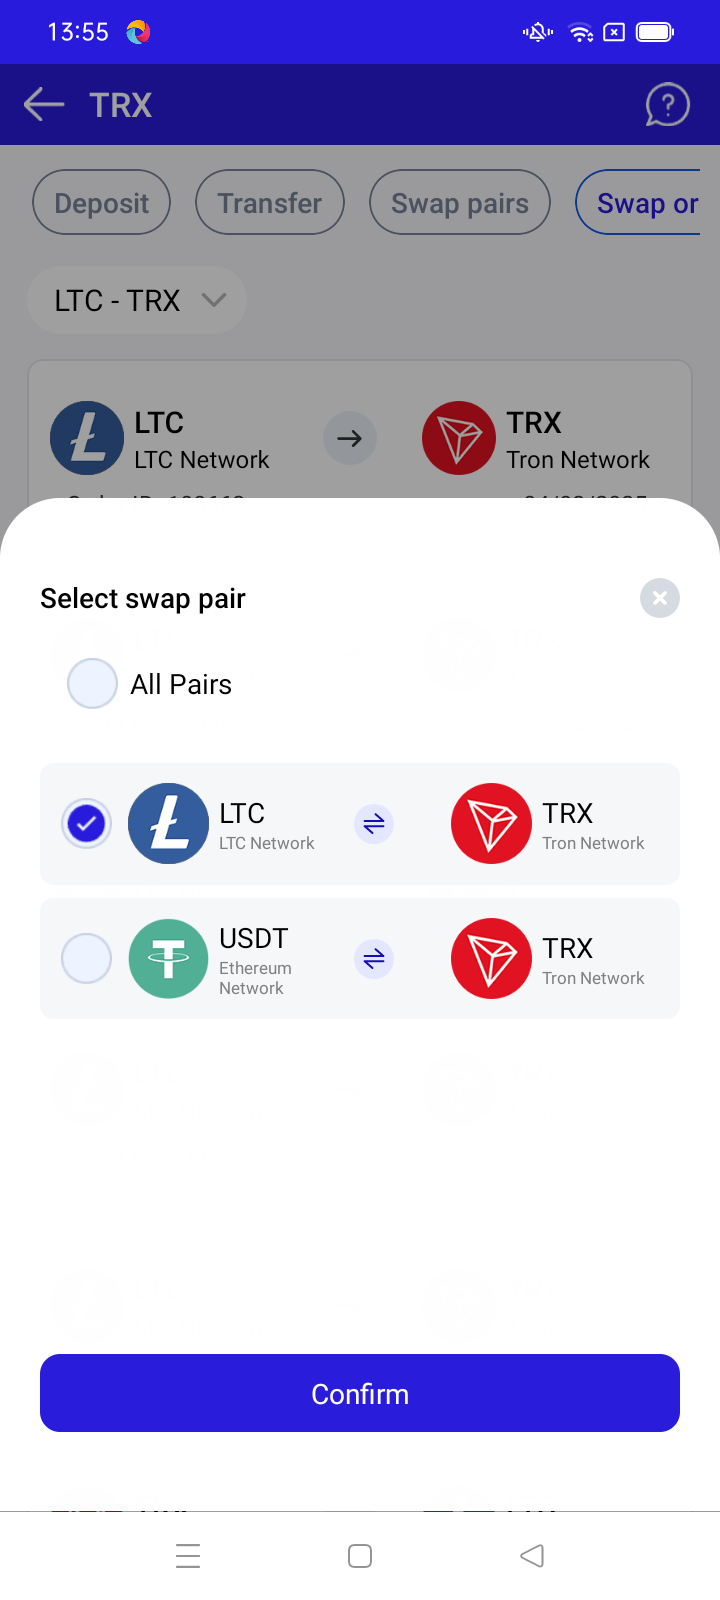 13:55
TRX
Deposit
Transfer
Swap pairs
Swap or
LTC - TRX
LTC
LTC Network
TRX
Tron Network
Select swap pair
All Pairs
LTC
LTC Network
TRX
Tron Network
USDT
Ethereum
Network
TRX
Tron Network
Confirm